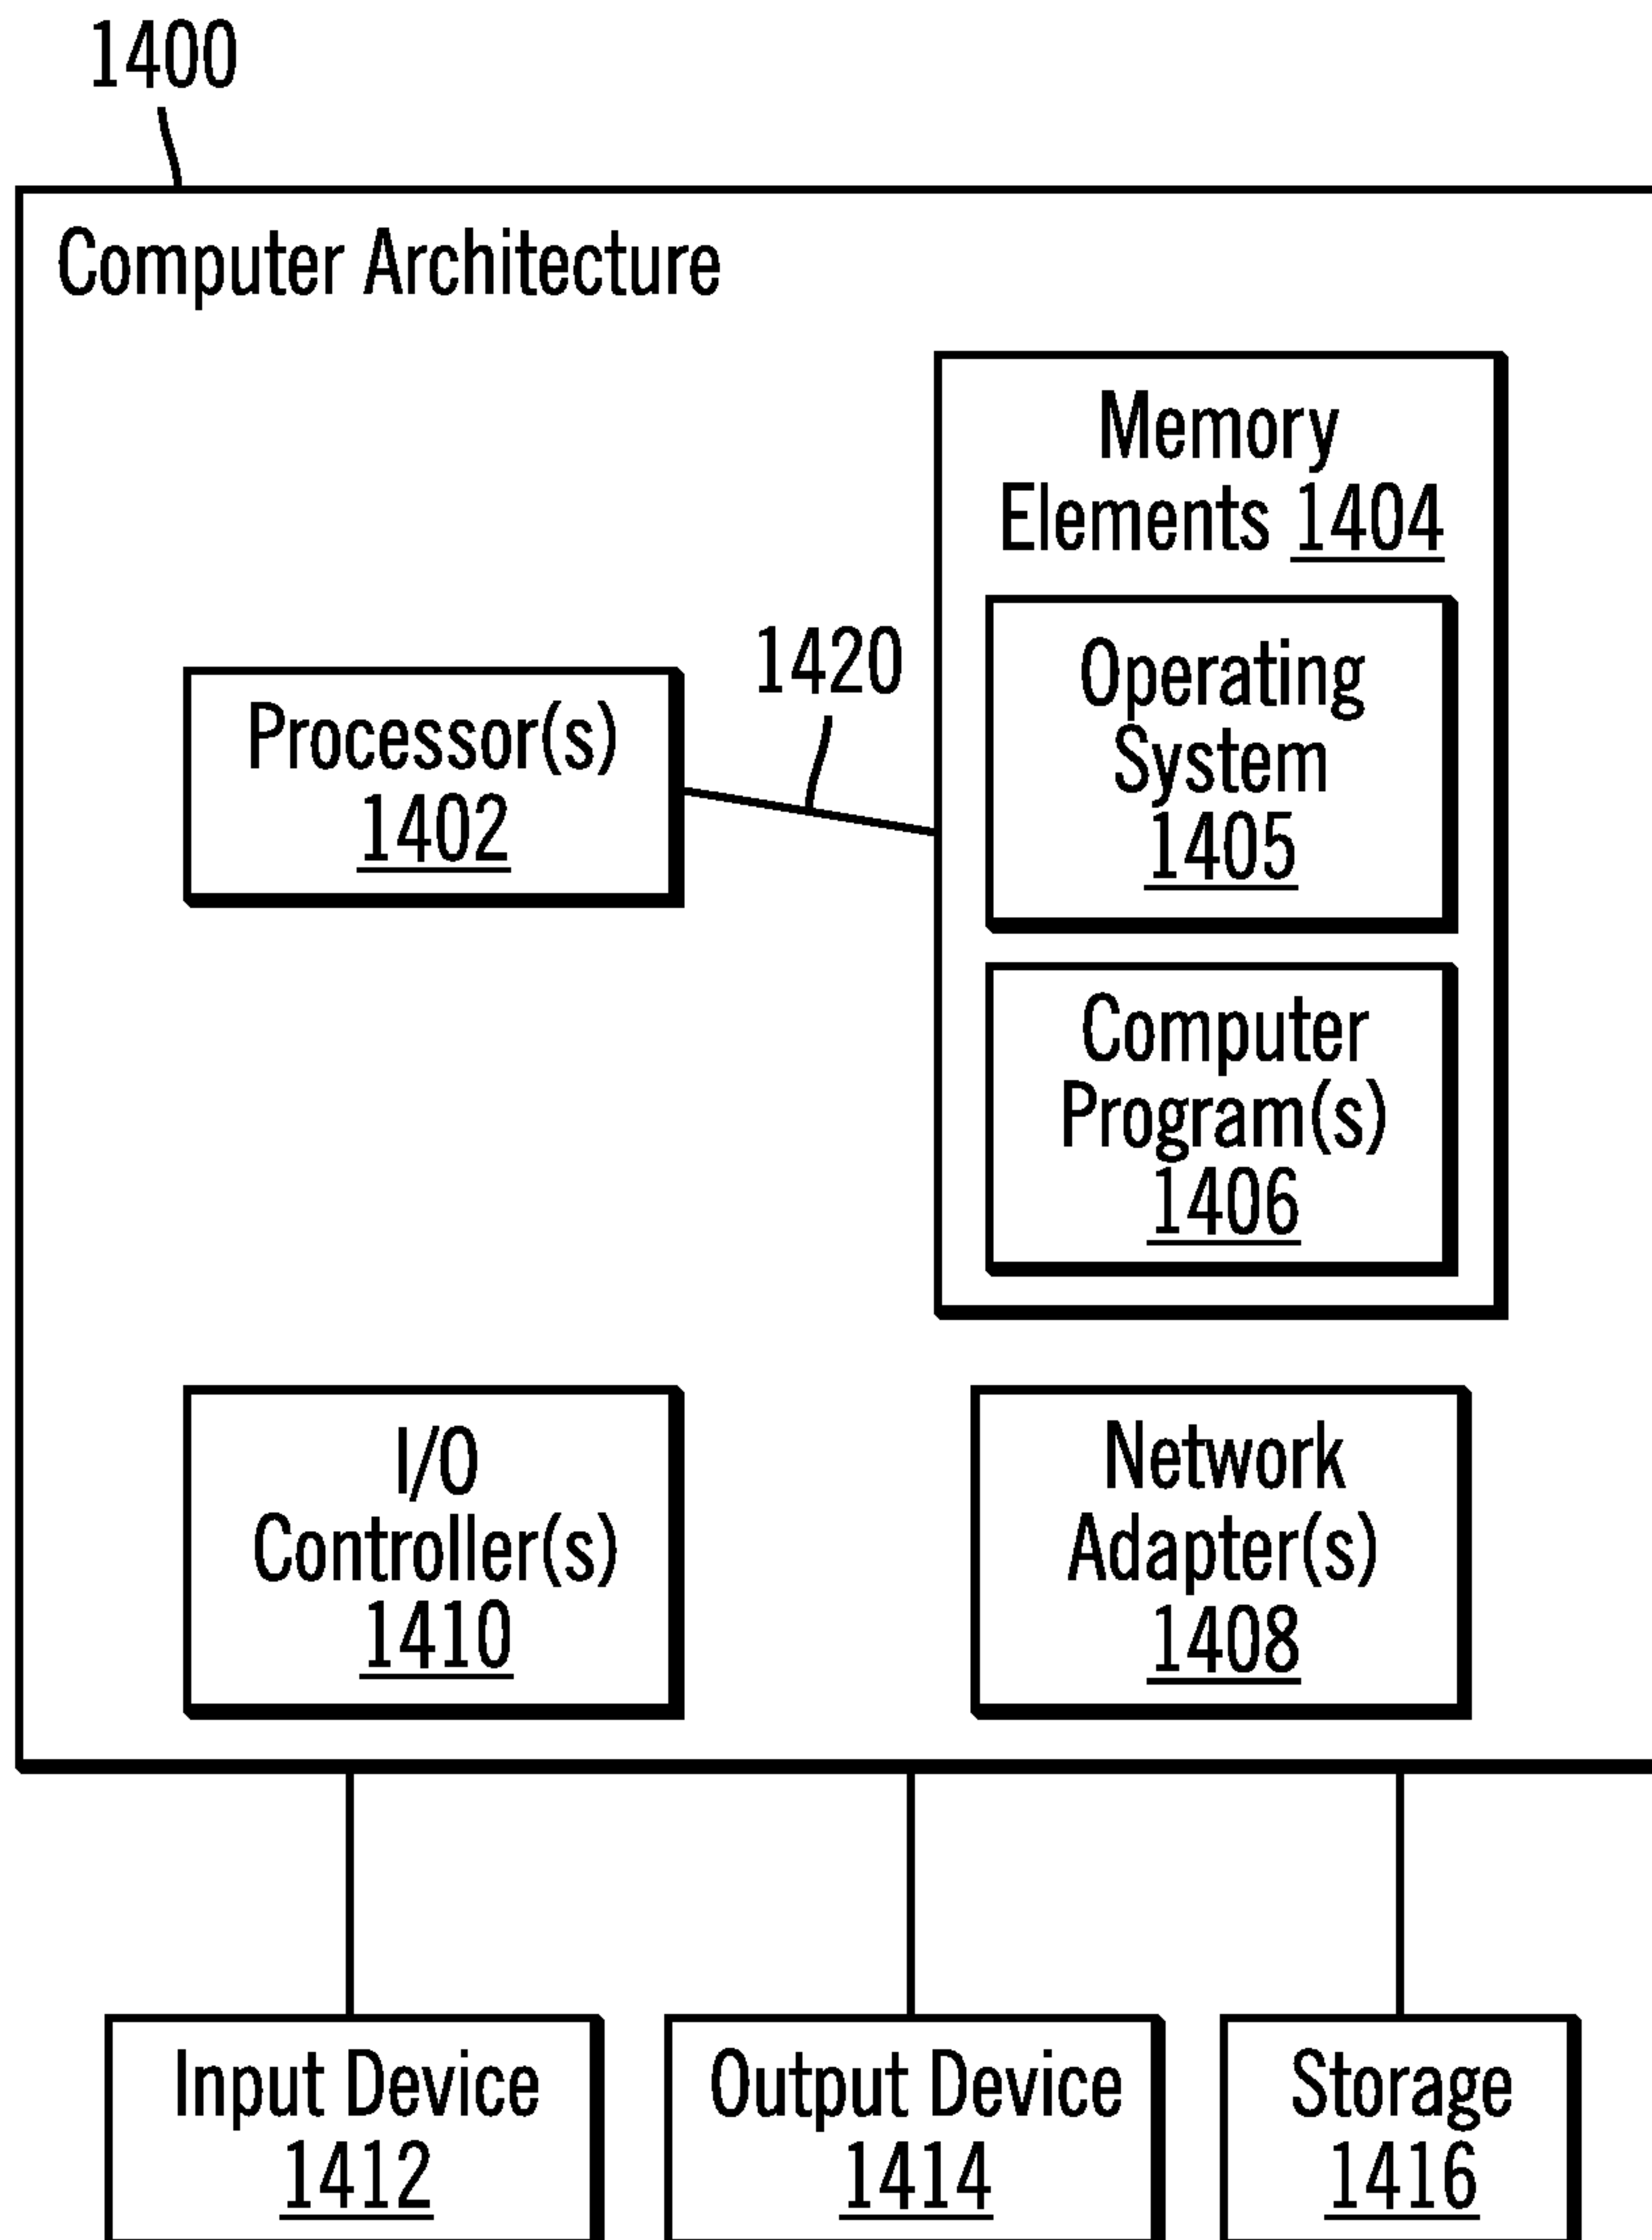 1400
Computer Architecture
Memory
Elements 1404
Operating
System
1405
Computer
Program(s)
1406
1420
Processor(s)
1402
I/O
Controller(s)
1410
Network
Adapter(s)
1408
Input Device
1412
Output Device
1414
Storage
1416